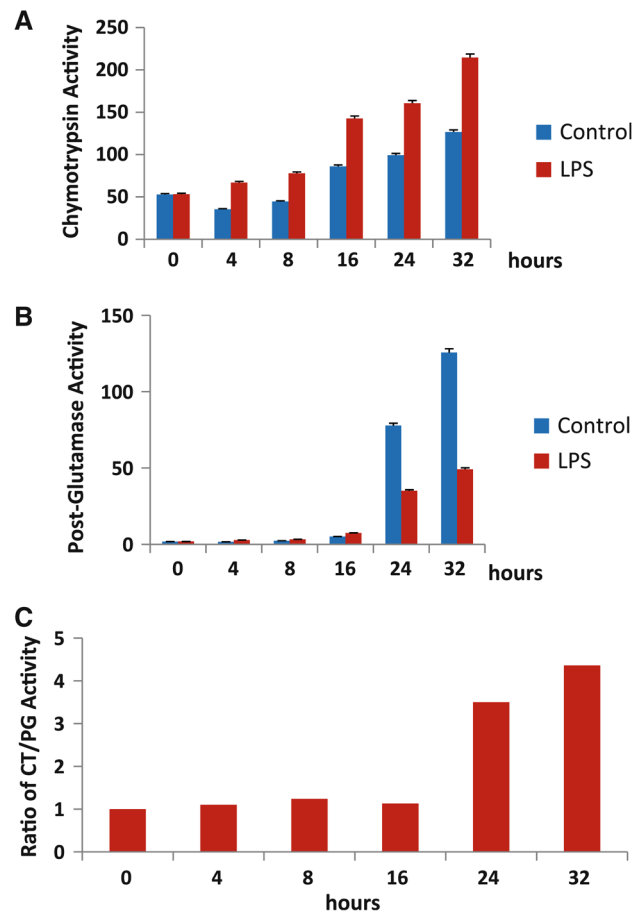 A
Chymotrypsin Activity
250
200
150
100
50
0
0 4 8 16 24 32 hours
Control
LPS
B
Post-Glutamase Activity
150
100
50
0
0 4 8 16 24 32 hours
Control
LPS
C
Ratio of CT/PG Activity
5
4
3
2
1
0
0 4 8 16 24 32
hours